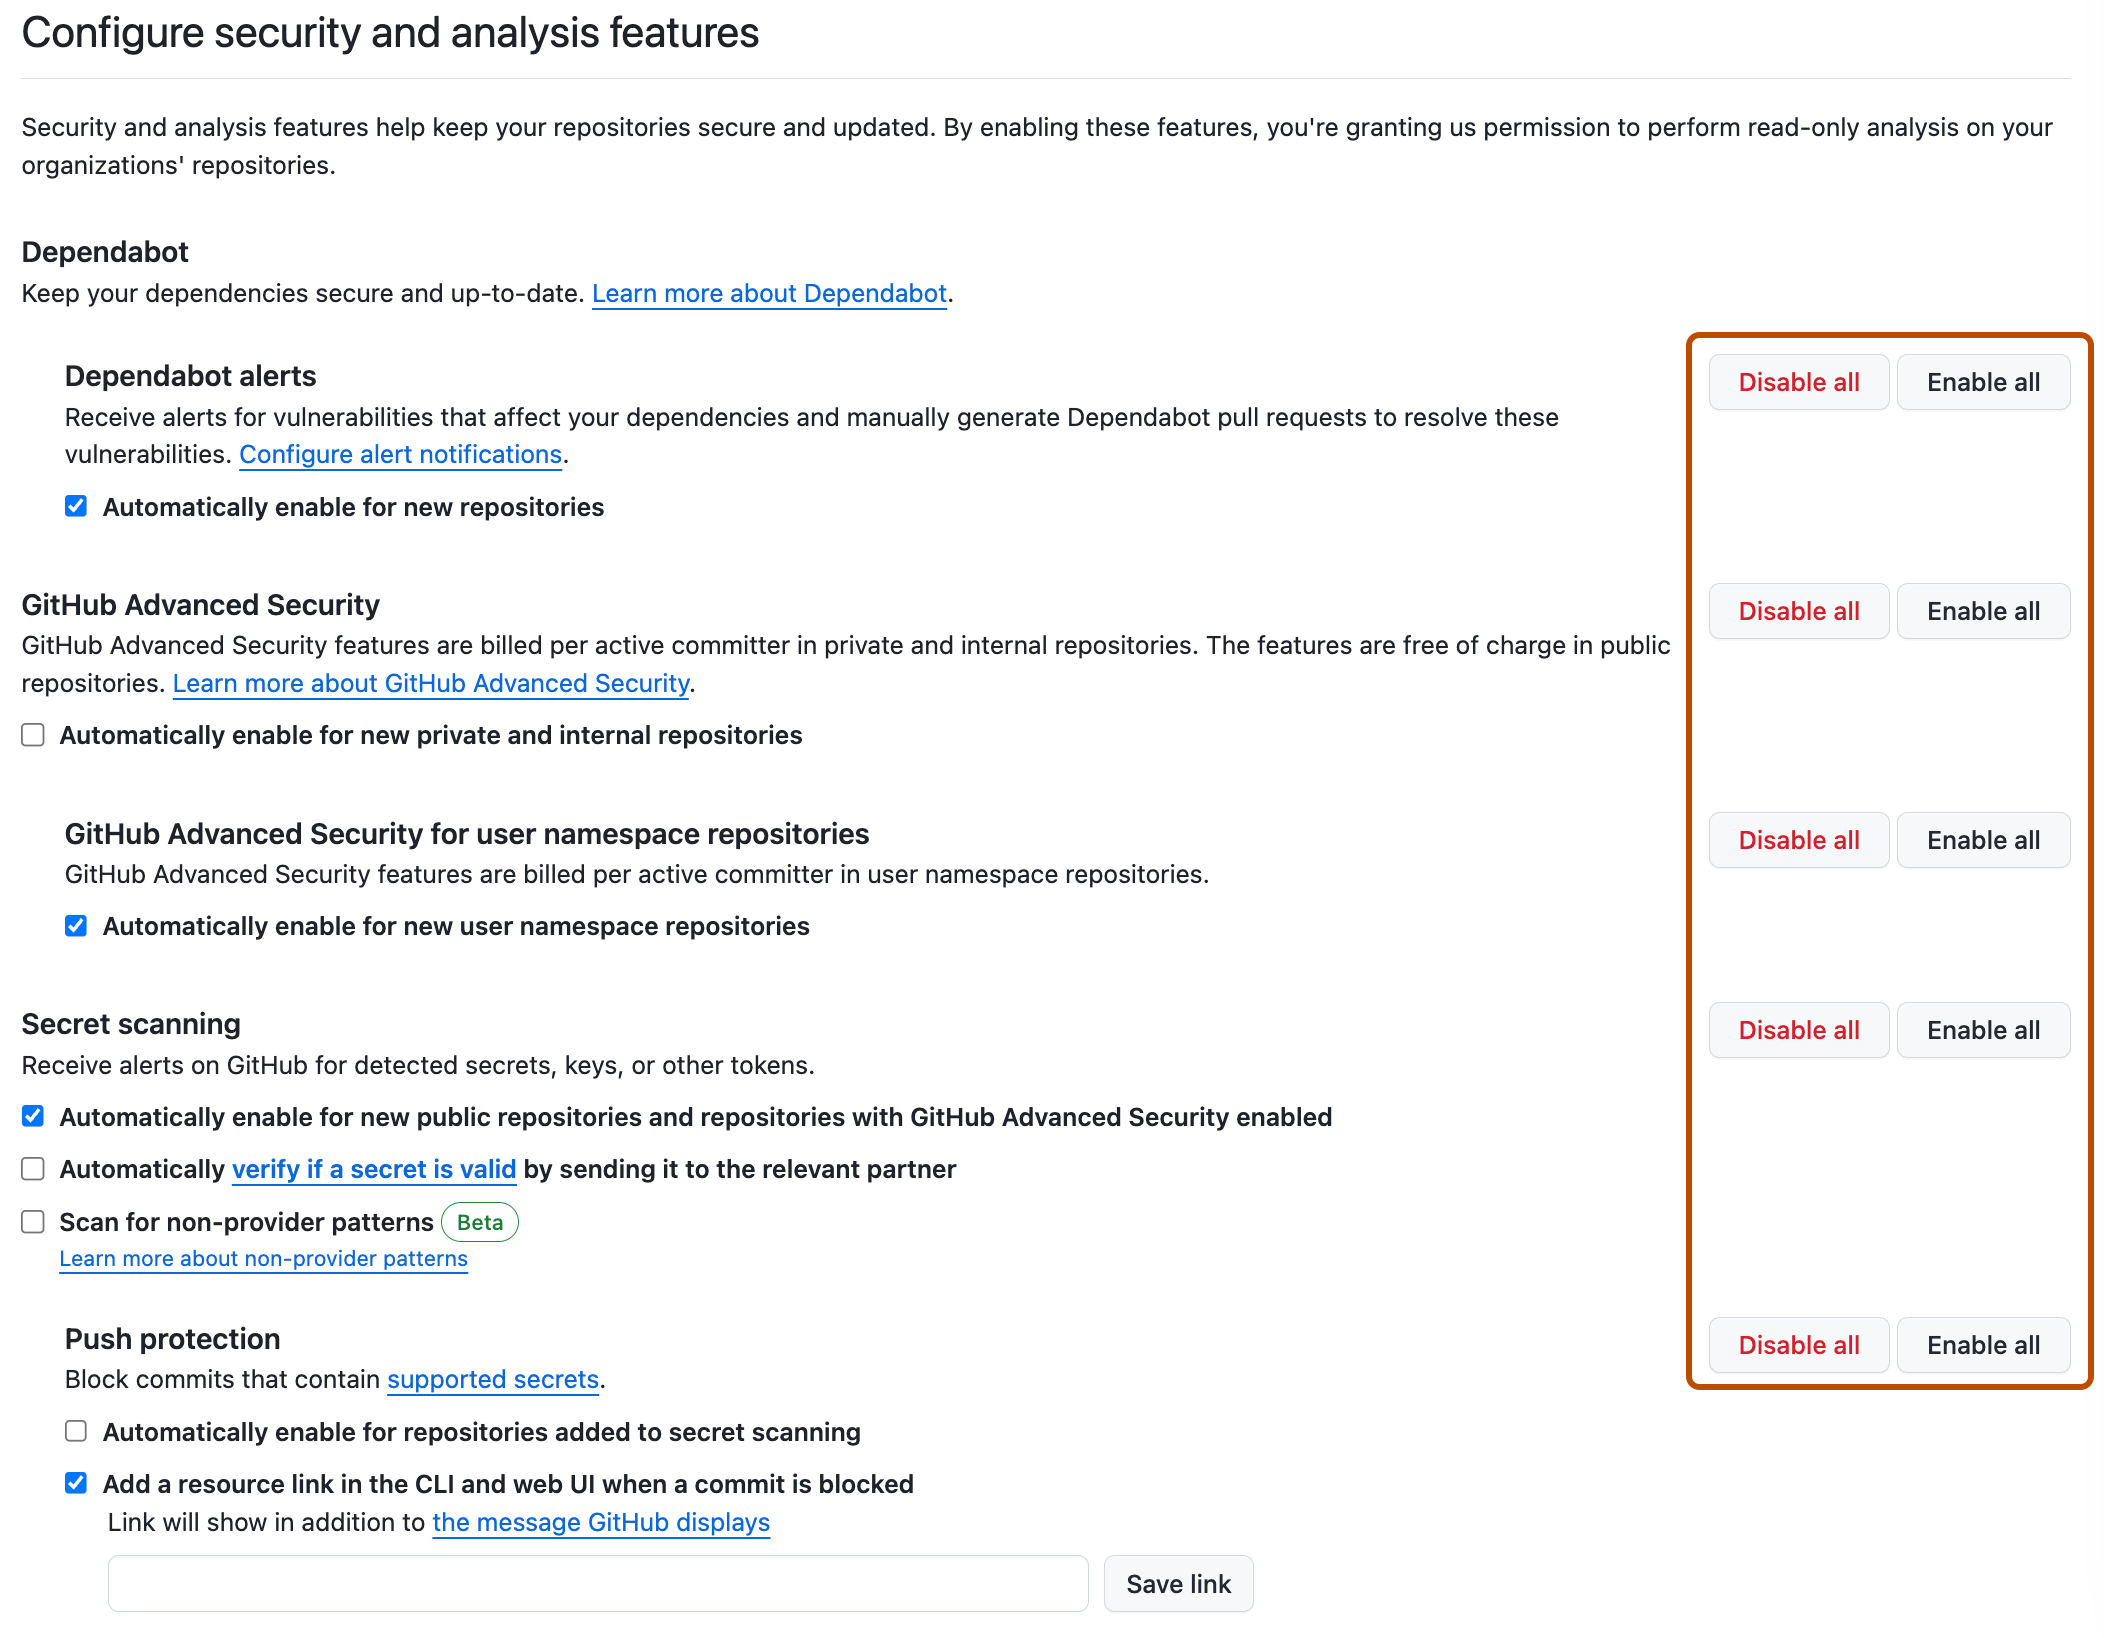 Configure security and analysis features
Security and analysis features help keep your repositories secure and updated. By enabling these features, you're granting us permission to perform read-only analysis on your
organizations' repositories.
Dependabot
Keep your dependencies secure and up-to-date. Learn more about Dependabot.
Dependabot alerts
Disable all Enable all
Receive alerts for vulnerabilities that affect your dependencies and manually generate Dependabot pull requests to resolve these
vulnerabilities. Configure alert notifications.
Automatically enable for new repositories
GitHub Advanced Security
Disable all Enable all
GitHub Advanced Security features are billed per active committer in private and internal repositories. The features are free of charge in public
repositories. Learn more about GitHub Advanced Security.
Automatically enable for new private and internal repositories
GitHub Advanced Security for user namespace repositories
Disable all Enable all
GitHub Advanced Security features are billed per active committer in user namespace repositories.
Automatically enable for new user namespace repositories
Secret scanning
Disable all Enable all
Receive alerts on GitHub for detected secrets, keys, or other tokens.
Automatically enable for new public repositories and repositories with GitHub Advanced Security enabled
Automatically verify if a secret is valid by sending it to the relevant partner
Scan for non-provider patterns Beta
Learn more about non-provider patterns
Push protection
Disable all Enable all
Block commits that contain supported secrets.
Automatically enable for repositories added to secret scanning
Add a resource link in the CLI and web UI when a commit is blocked
Link will show in addition to the message GitHub displays
Save link